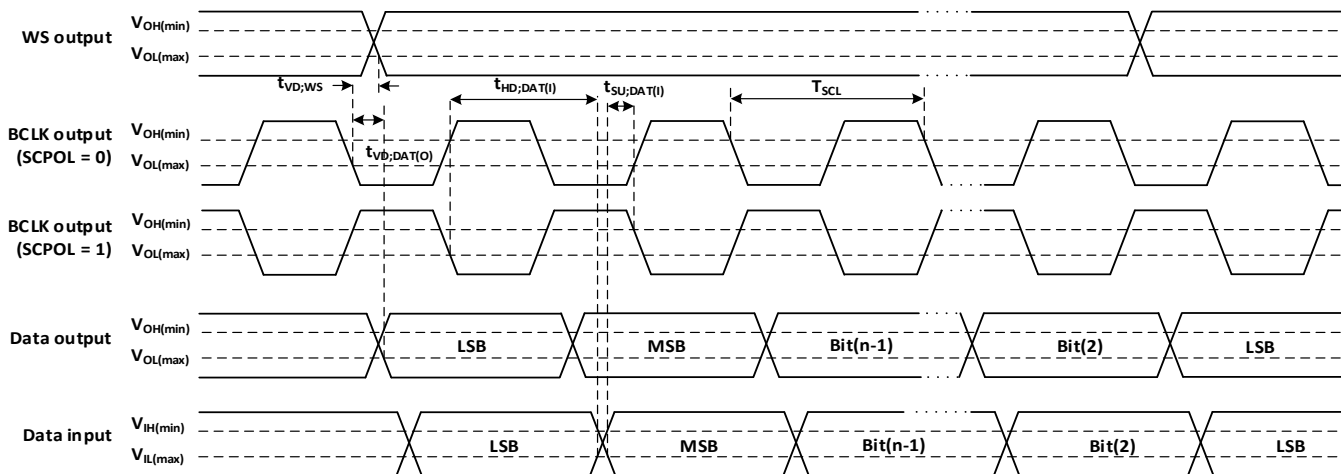 WS output
VOH(min)
VOL(max)
tVD;WS
tHD;DAT(I)
tSU;DAT(I)
TSCL
BCLK output
(SCPOL = 0)
VOH(min)
VOL(max)
tVD;DAT(O)
BCLK output
(SCPOL = 1)
VOH(min)
VOL(max)
Data output
VOH(min)
VOL(max)
LSB
MSB
Bit(n-1)
Bit(2)
LSB
Data input
VIH(min)
VIL(max)
LSB
MSB
Bit(n-1)
Bit(2)
LSB